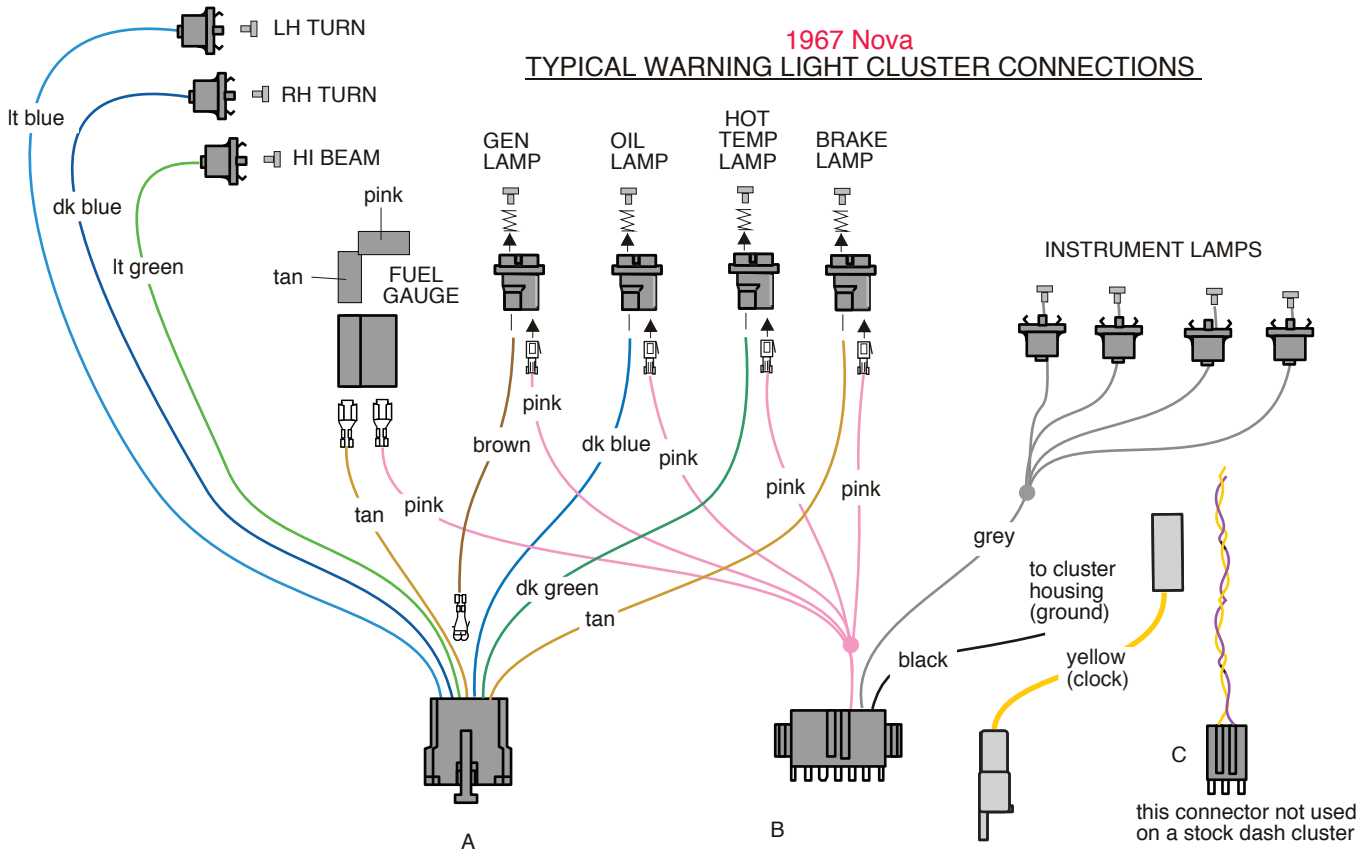 1967 Nova
TYPICAL WARNING LIGHT CLUSTER CONNECTIONS
LH TURN
RH TURN
HI BEAM
lt blue
dk blue
lt green
pink
tan
FUEL
GAUGE
GEN
LAMP
OIL
LAMP
HOT
TEMP
LAMP
BRAKE
LAMP
INSTRUMENT LAMPS
pink
brown
dk blue
pink
pink
pink
tan
pink
dk green
tan
grey
black
to cluster
housing
(ground)
yellow
(clock)
A
B
C
this connector not used
on a stock dash cluster